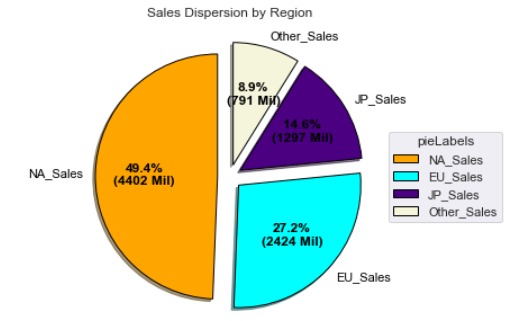 Sales Dispersion by Region
Other_Sales
8.9%
(791 Mil)
JP_Sales
14.6%
(1297 Mil)
pieLabels
NA_Sales
EU_Sales
JP_Sales
Other_Sales
NA_Sales
49.4%
(4402 Mil)
27.2%
(2424 Mil)
EU_Sales